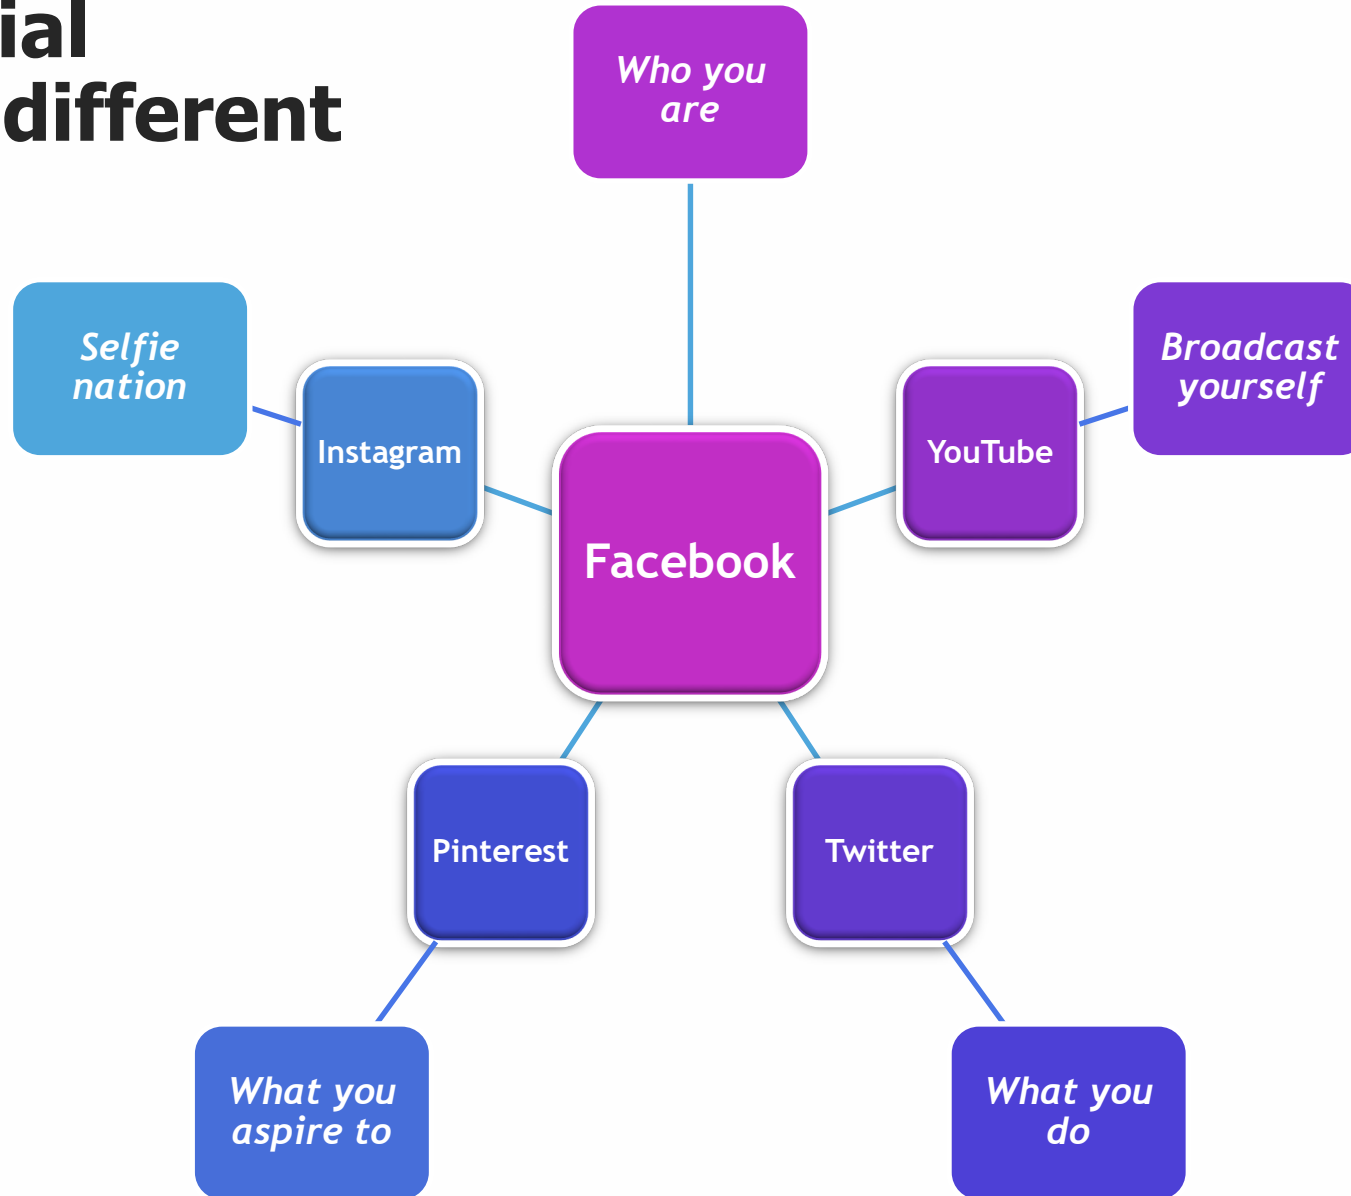 ial
different
Who you
are
Selfie
nation
Broadcast
yourself
Instagram
YouTube
Facebook
Pinterest
Twitter
What you
aspire to
What you
do